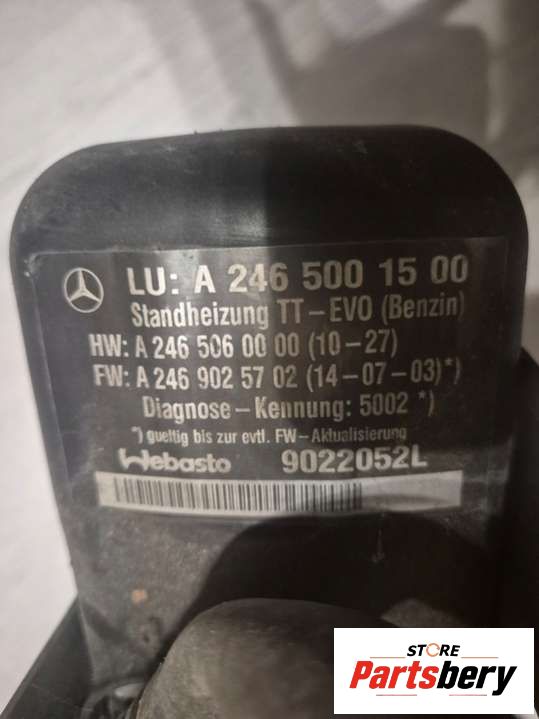 LU: A 246 500 15 00
Standheizung TT-EVO (Benzin)
HW: A 246 506 00 00 (10-27)
FW: A 246 902 57 02 (14-07-03)*)
Diagnose-Kennung: 5002 *)
*) gueltig bis zur evtl. FW-Aktualisierung
Webasto 9022052L
STORE
Partsbery